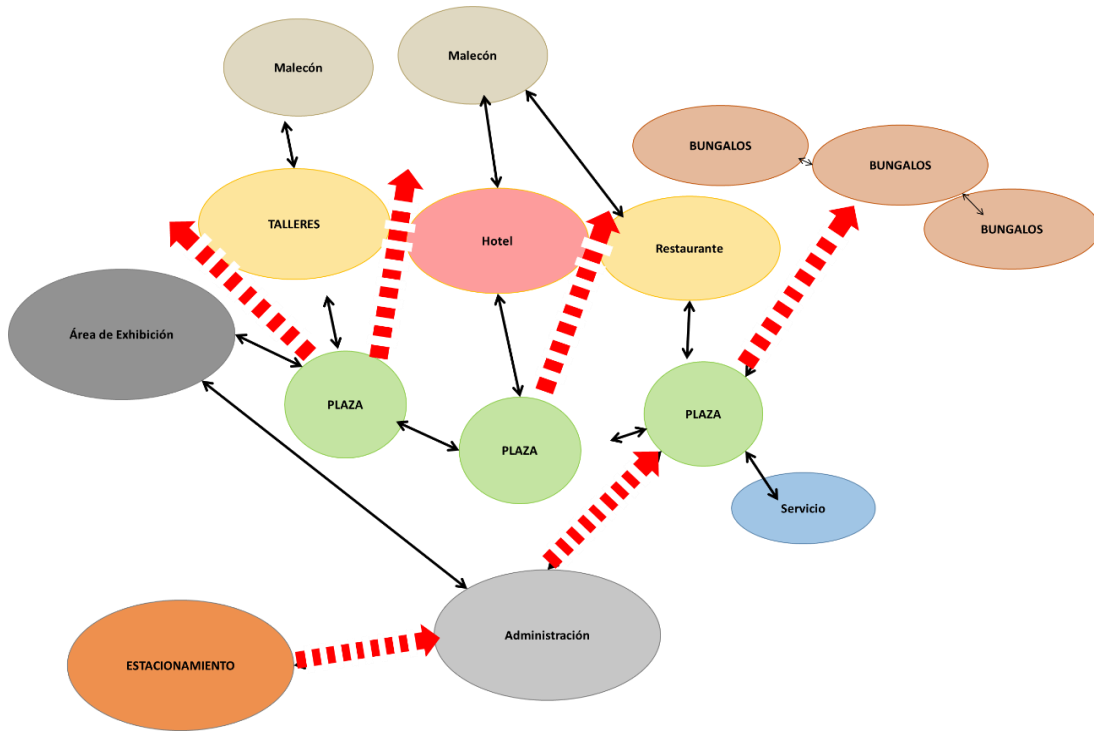 Malecón
Malecón
BUNGALOS
BUNGALOS
BUNGALOS
TALLERES
Hotel
Restaurante
Área de Exhibición
PLAZA
PLAZA
PLAZA
Servicio
Administración
ESTACIONAMIENTO